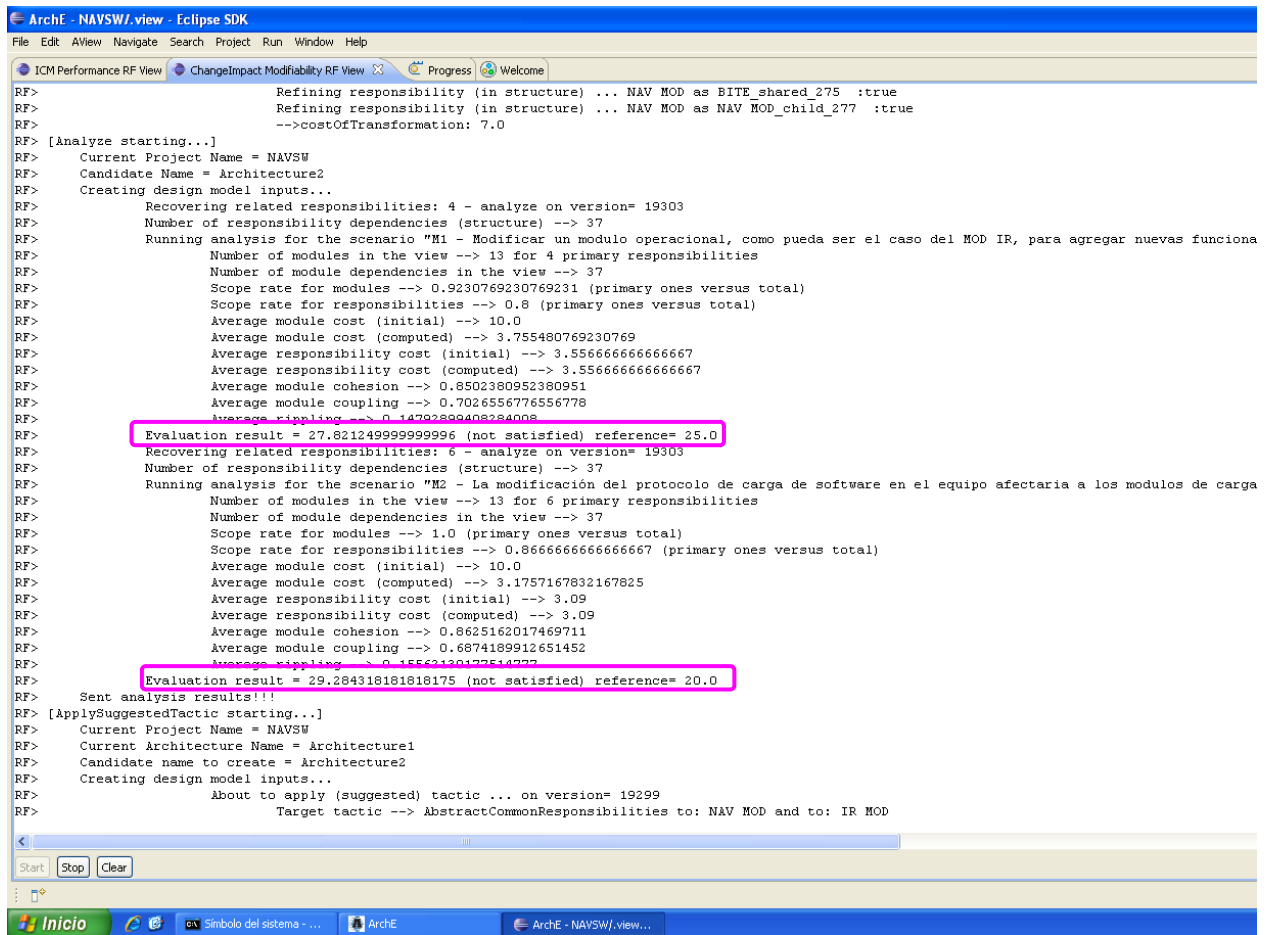 ArchE - NAVSW/.view - Eclipse SDK
File Edit AView Navigate Search Project Run Window Help
ICM Performance RF View ChangeImpact Modifiability RF View Progress Welcome
RF> Refining responsibility (in structure) ... NAV MOD as BITE_shared_275 :true
RF> Refining responsibility (in structure) ... NAV MOD as NAV MOD_child_277 :true
RF> -->costOfTransformation: 7.0
RF> [Analyze starting...]
RF> Current Project Name = NAVSW
RF> Candidate Name = Architecture2
RF> Creating design model inputs...
RF> Recovering related responsibilities: 4 - analyze on version= 19303
RF> Number of responsibility dependencies (structure) --> 37
RF> Running analysis for the scenario "M1 - Modificar un modulo operacional, como pueda ser el caso del MOD IR, para agregar nuevas funciona
RF> Number of modules in the view --> 13 for 4 primary responsibilities
RF> Number of module dependencies in the view --> 37
RF> Scope rate for modules --> 0.9230769230769231 (primary ones versus total)
RF> Scope rate for responsibilities --> 0.8 (primary ones versus total)
RF> Average module cost (initial) --> 10.0
RF> Average module cost (computed) --> 3.755480769230769
RF> Average responsibility cost (initial) --> 3.556666666666667
RF> Average responsibility cost (computed) --> 3.556666666666667
RF> Average module cohesion --> 0.8502380952380951
RF> Average module coupling --> 0.7026556776556778
RF> Average rippling --> 0.14792899408284008
RF> Evaluation result = 27.821249999999996 (not satisfied) reference= 25.0
RF> Recovering related responsibilities: 6 - analyze on version= 19303
RF> Number of responsibility dependencies (structure) --> 37
RF> Running analysis for the scenario "M2 - La modificación del protocolo de carga de software en el equipo afectaria a los modulos de carga
RF> Number of modules in the view --> 13 for 6 primary responsibilities
RF> Number of module dependencies in the view --> 37
RF> Scope rate for modules --> 1.0 (primary ones versus total)
RF> Scope rate for responsibilities --> 0.8666666666666667 (primary ones versus total)
RF> Average module cost (initial) --> 10.0
RF> Average module cost (computed) --> 3.1757167832167825
RF> Average responsibility cost (initial) --> 3.09
RF> Average responsibility cost (computed) --> 3.09
RF> Average module cohesion --> 0.8625162017469711
RF> Average module coupling --> 0.6874189912651452
RF> Average rippling -->
RF> Evaluation result = 29.284318181818175 (not satisfied) reference= 20.0
RF> Sent analysis results!!!
RF> [ApplySuggestedTactic starting...]
RF> Current Project Name = NAVSW
RF> Current Architecture Name = Architecture1
RF> Candidate name to create = Architecture2
RF> Creating design model inputs...
RF> About to apply (suggested) tactic ... on version= 19299
RF> Target tactic --> AbstractCommonResponsibilities to: NAV MOD and to: IR MOD
Start Stop Clear
Inicio Símbolo del sistema - ... ArchE ArchE - NAVSW/.view...